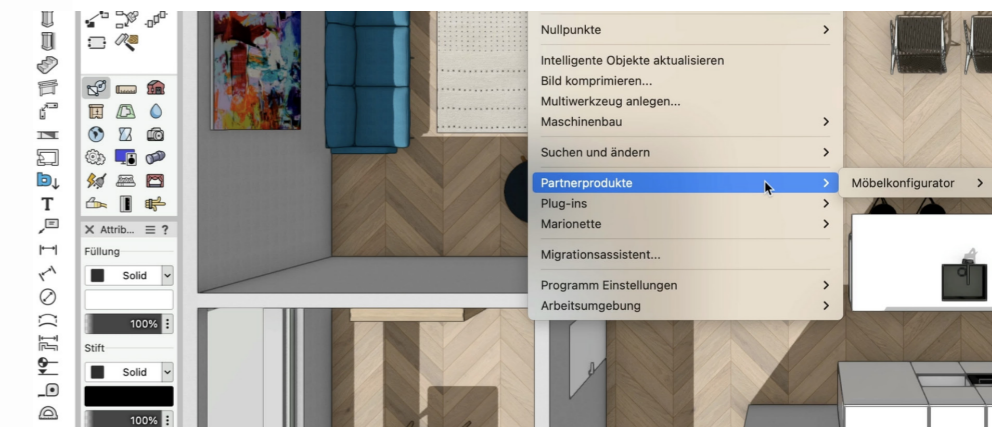 Nullpunkte
Intelligente Objekte aktualisieren
Bild komprimieren...
Multiwerkzeug anlegen...
Maschinenbau
Suchen und ändern
Partnerprodukte
Möbelkonfigurator
Plug-ins
Marionette
Migrationsassistent...
Programm Einstellungen
Arbeitsumgebung
T
Attrib... ?
Füllung
Solid
100%
Stift
Solid
100%